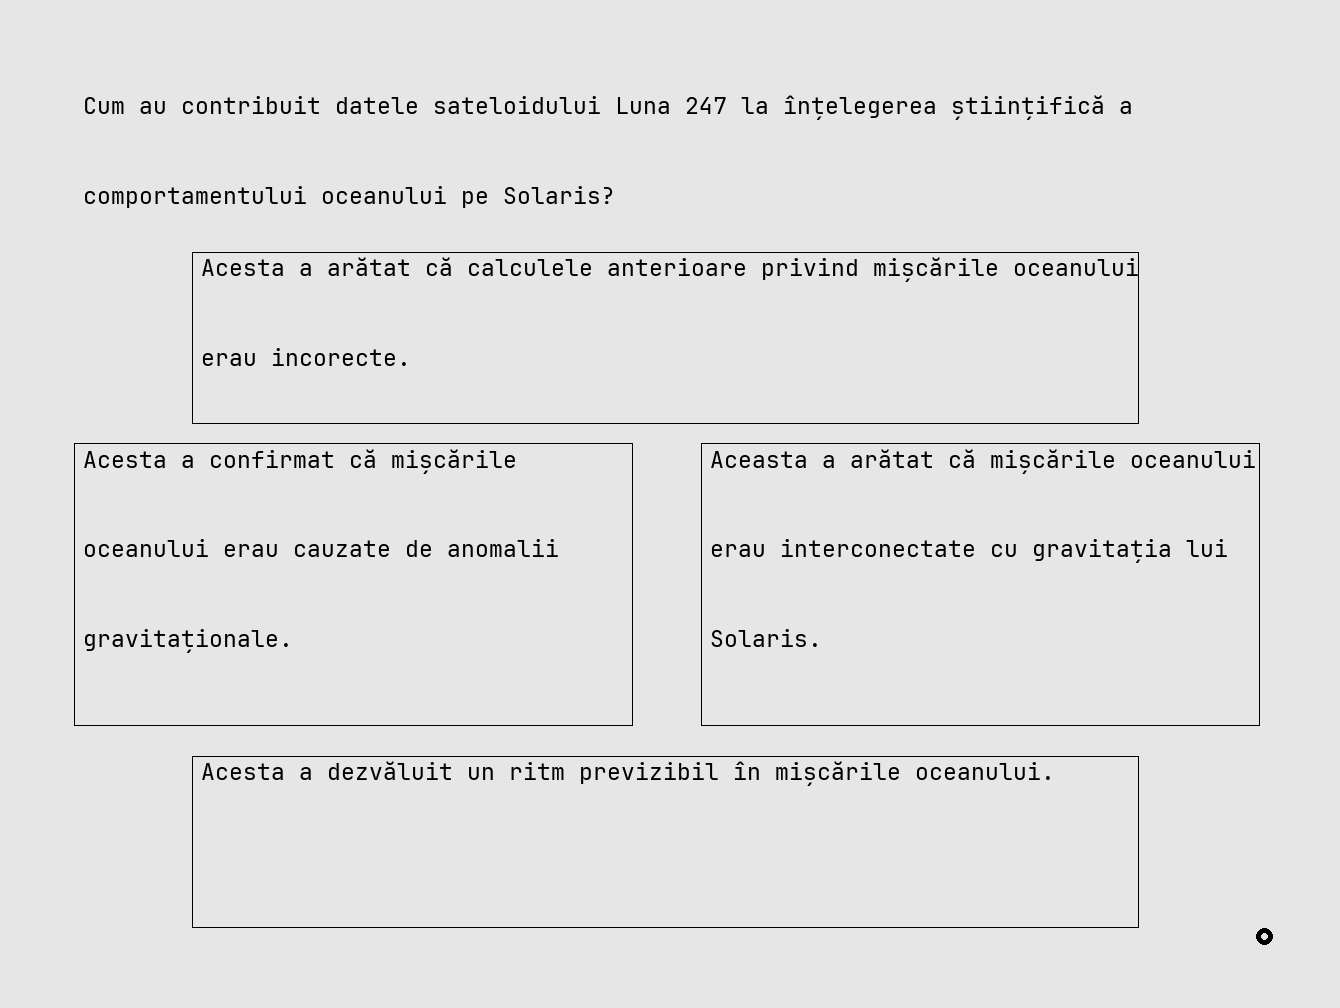 Cum au contribuit datele sateloidului Luna 247 la înțelegerea științifică a
comportamentului oceanului pe Solaris?
Acesta a arătat că calculele anterioare privind mișcările oceanului
erau incorecte.
Acesta a confirmat că mișcările
oceanului erau cauzate de anomalii
gravitaționale.
Aceasta a arătat că mișcările oceanului
erau interconectate cu gravitația lui
Solaris.
Acesta a dezvăluit un ritm previzibil în mișcările oceanului.